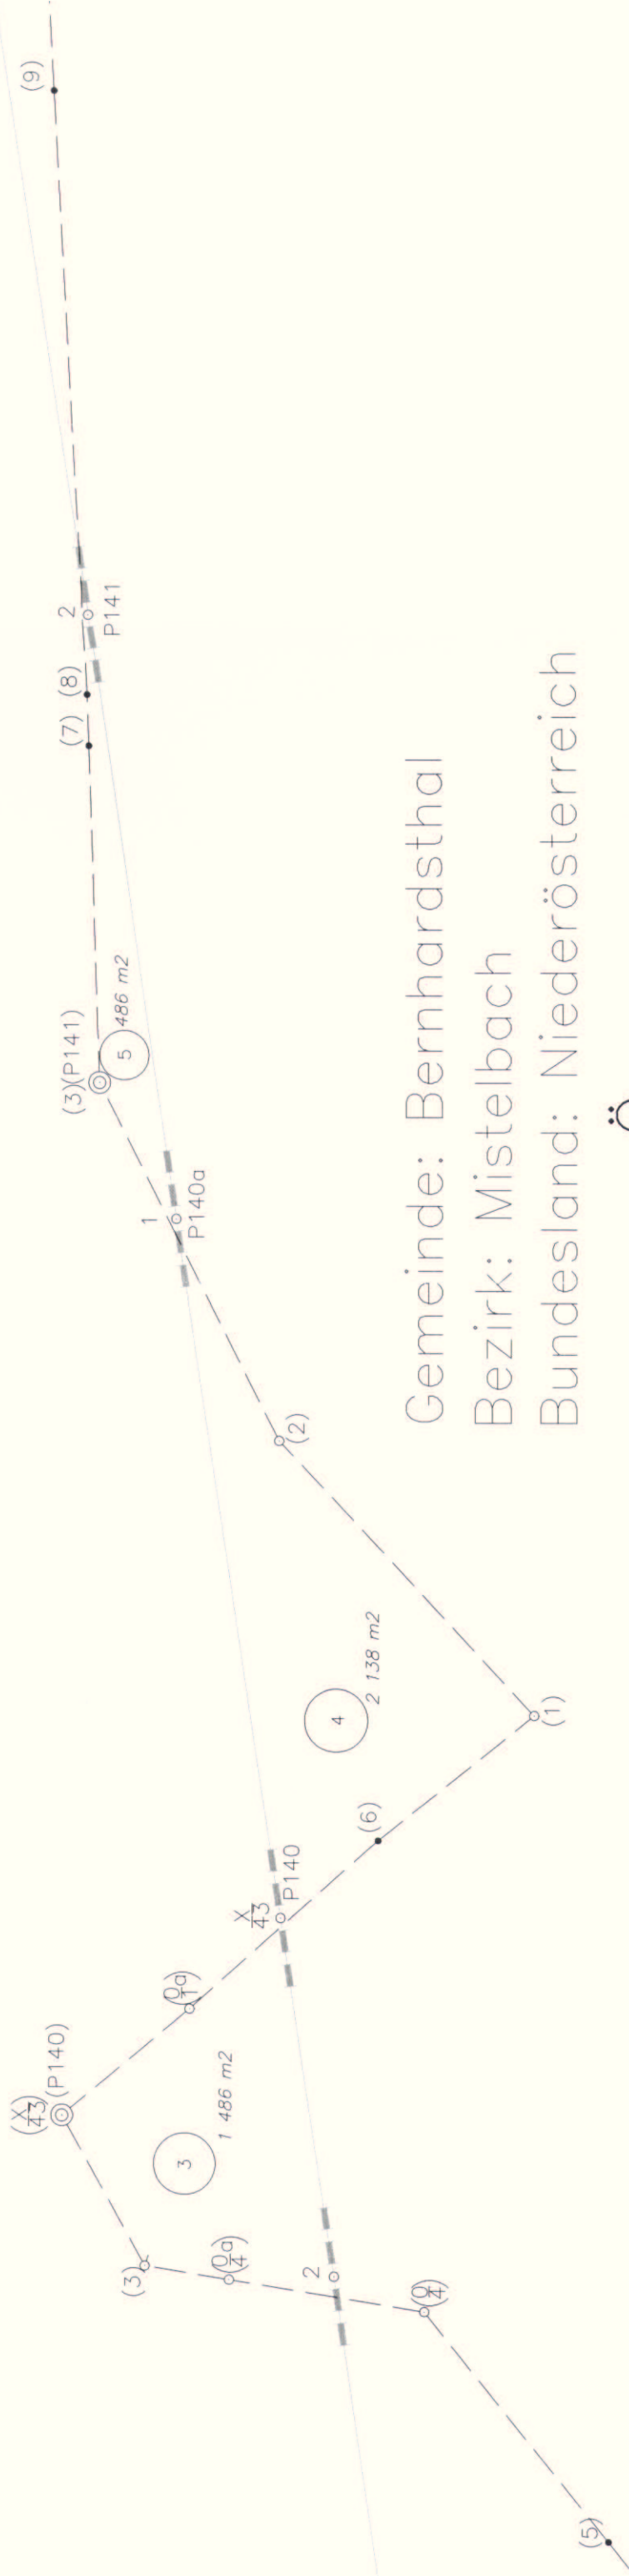 (9)
2
P141
(8)
(7)
(3)(P141)
5
486 m2
1
P140a
(2)
Gemeinde: Bernhardsthal
Bezirk: Mistelbach
Bundesland: Niederösterreich
4
2 138 m2
(1)
(6)
X/43
P140
(0a/1)
(X/43)
(P140)
3
1 486 m2
(3)
(0a/4)
2
(0/4)
(5)